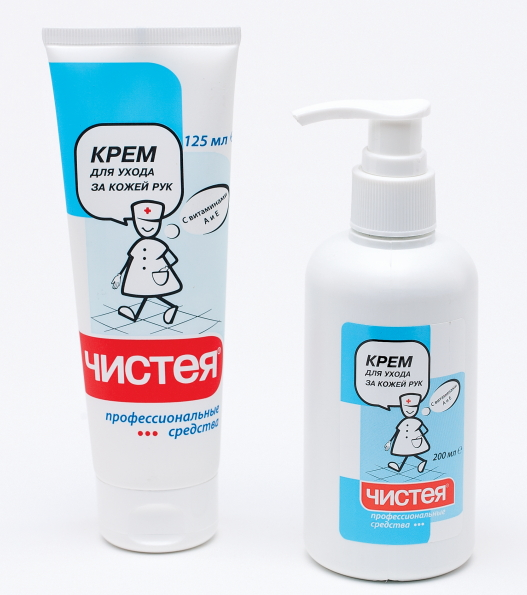 125 мл
КРЕМ
ДЛЯ УХОДА
ЗА КОЖЕЙ РУК
С витаминами
А и Е
ЧИСТЕЯ®
профессиональные
••• средства
КРЕМ
ДЛЯ УХОДА
ЗА КОЖЕЙ РУК
С витаминами
А и Е
200 мл
ЧИСТЕЯ®
профессиональные
средства •••